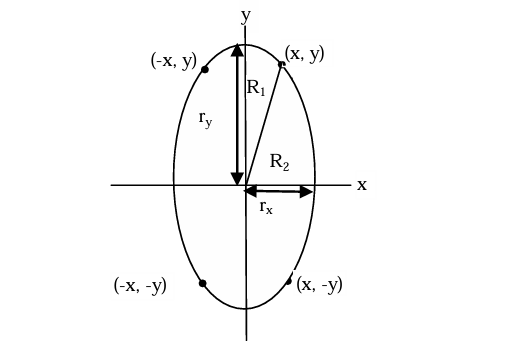 y
(-x, y)
(x, y)
R1
ry
R2
x
rx
(-x, -y)
(x, -y)